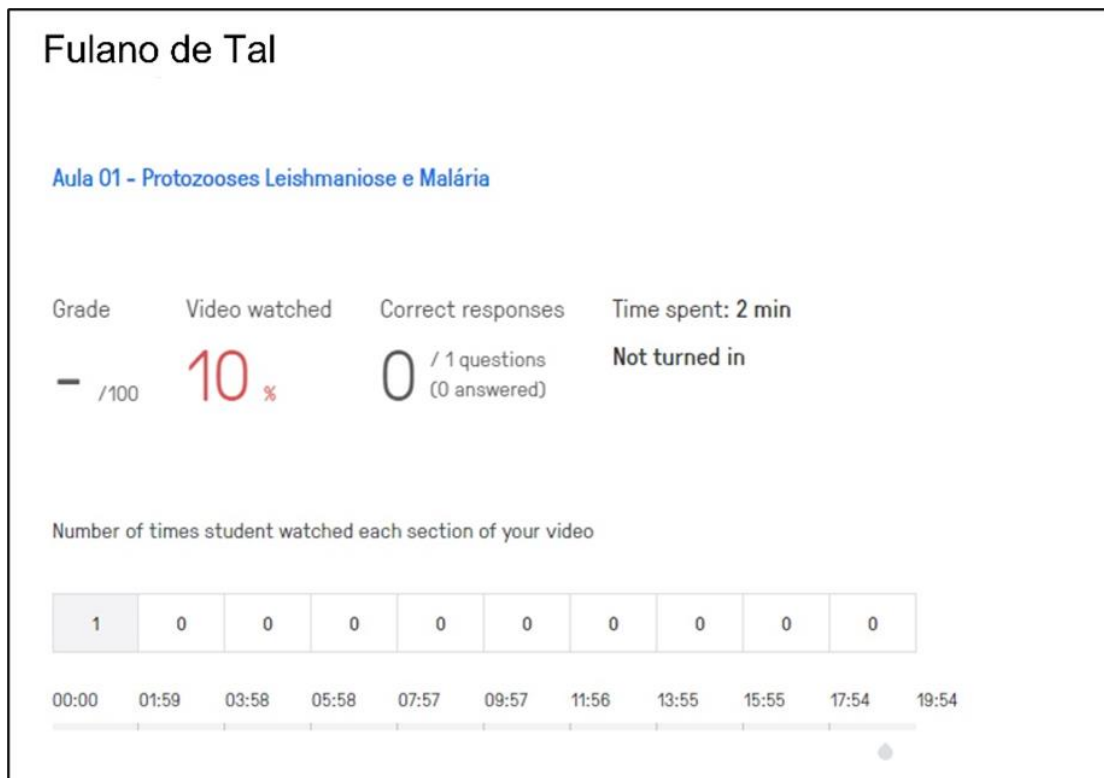 Fulano de Tal
Aula 01 - Protozooses Leishmaniose e Malária
Grade Video watched Correct responses Time spent: 2 min
- /100 10 % 0 / 1 questions (0 answered) Not turned in
Number of times student watched each section of your video
1 0 0 0 0 0 0 0 0 0
00:00 01:59 03:58 05:58 07:57 09:57 11:56 13:55 15:55 17:54 19:54